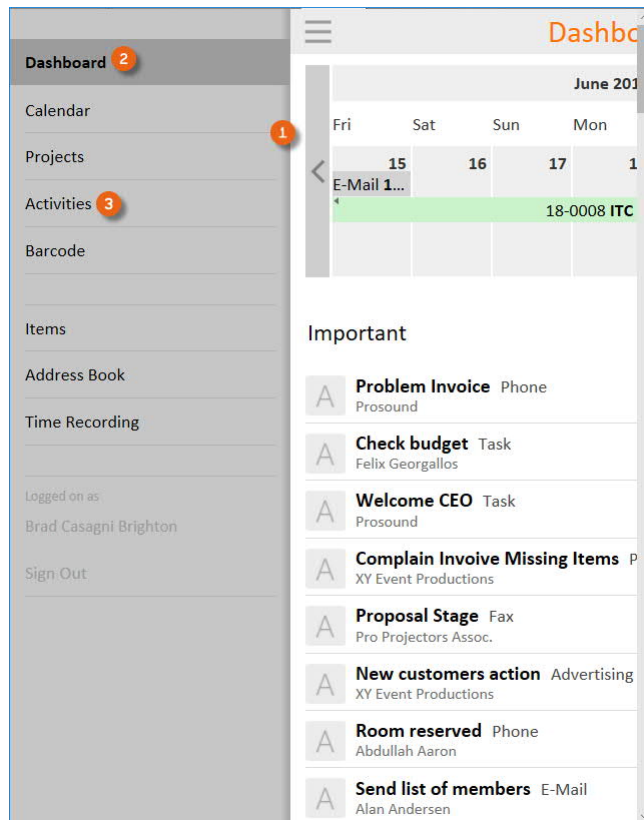 Dashboard 2
Calendar
Projects
Activities 3
Barcode
Items
Address Book
Time Recording
Logged on as
Brad Casagni Brighton
Sign Out
1
Dashbo
June 201
Fri Sat Sun Mon
15 16 17 1
E-Mail 1...
18-0008 ITC
Important
A Problem Invoice Phone
Prosound
A Check budget Task
Felix Georgallos
A Welcome CEO Task
Prosound
A Complain Invoive Missing Items P
XY Event Productions
A Proposal Stage Fax
Pro Projectors Assoc.
A New customers action Advertising
XY Event Productions
A Room reserved Phone
Abdullah Aaron
A Send list of members E-Mail
Alan Andersen